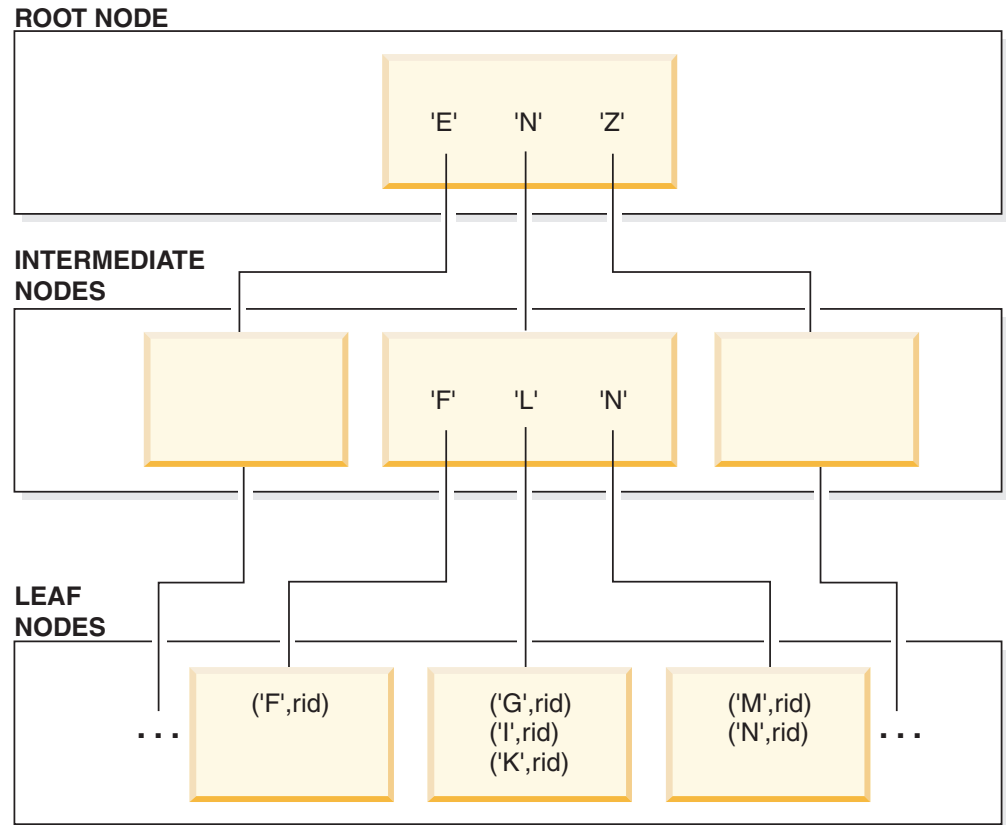 ROOT NODE
'E' 'N' 'Z'
INTERMEDIATE
NODES
'F' 'L' 'N'
LEAF
NODES
('F',rid)
('G',rid)
('I',rid)
('K',rid)
('M',rid)
('N',rid)
. . .
. . .